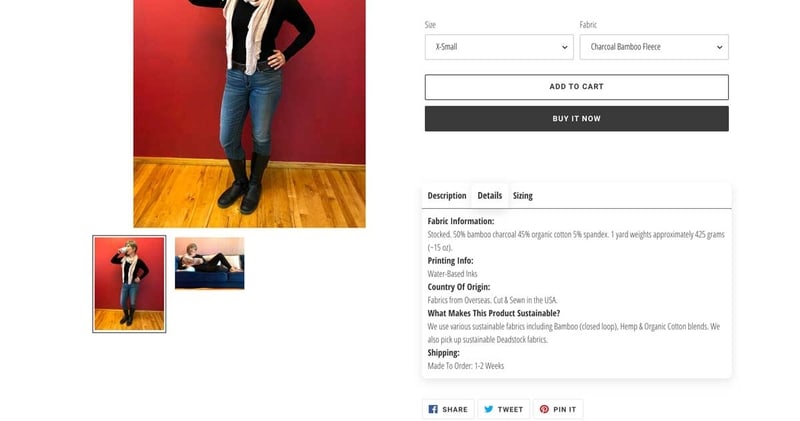 Size
Fabric
X-Small
Charcoal Bamboo Fleece
ADD TO CART
BUY IT NOW
Description
Details
Sizing
Fabric Information:
Stocked. 50% bamboo charcoal 45% organic cotton 5% spandex. 1 yard weights approximately 425 grams
(~15 oz).
Printing Info:
Water-Based Inks
Country Of Origin:
Fabrics from Overseas. Cut & Sewn in the USA.
What Makes This Product Sustainable?
We use various sustainable fabrics including Bamboo (closed loop), Hemp & Organic Cotton blends. We
also pick up sustainable Deadstock fabrics.
Shipping:
Made To Order: 1-2 Weeks
SHARE
TWEET
PIN IT